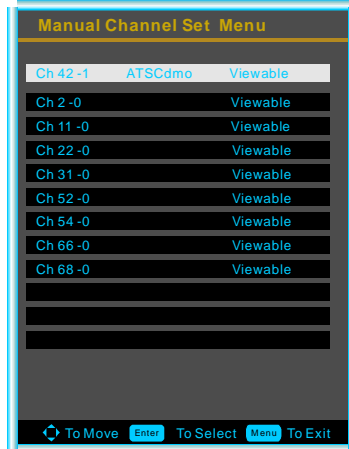 Manual Channel Set Menu
Ch 42 -1 ATSCdmo Viewable
Ch 2 -0 Viewable
Ch 11 -0 Viewable
Ch 22 -0 Viewable
Ch 31 -0 Viewable
Ch 52 -0 Viewable
Ch 54 -0 Viewable
Ch 66 -0 Viewable
Ch 68 -0 Viewable
To Move Enter To Select Menu To Exit